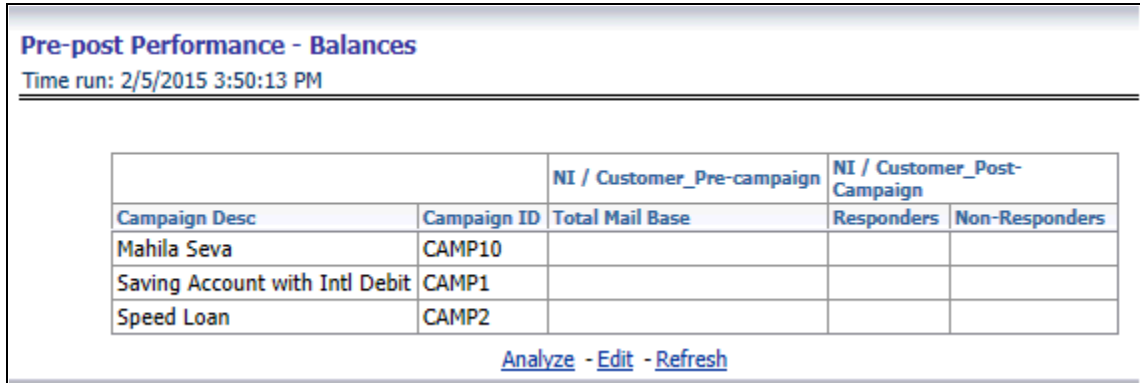 Pre-post Performance - Balances
Time run: 2/5/2015 3:50:13 PM
NI / Customer_Pre-campaign NI / Customer_Post-
Campaign
Campaign Desc Campaign ID Total Mail Base Responders Non-Responders
Mahila Seva CAMP10
Saving Account with Intl Debit CAMP1
Speed Loan CAMP2
Analyze - Edit - Refresh